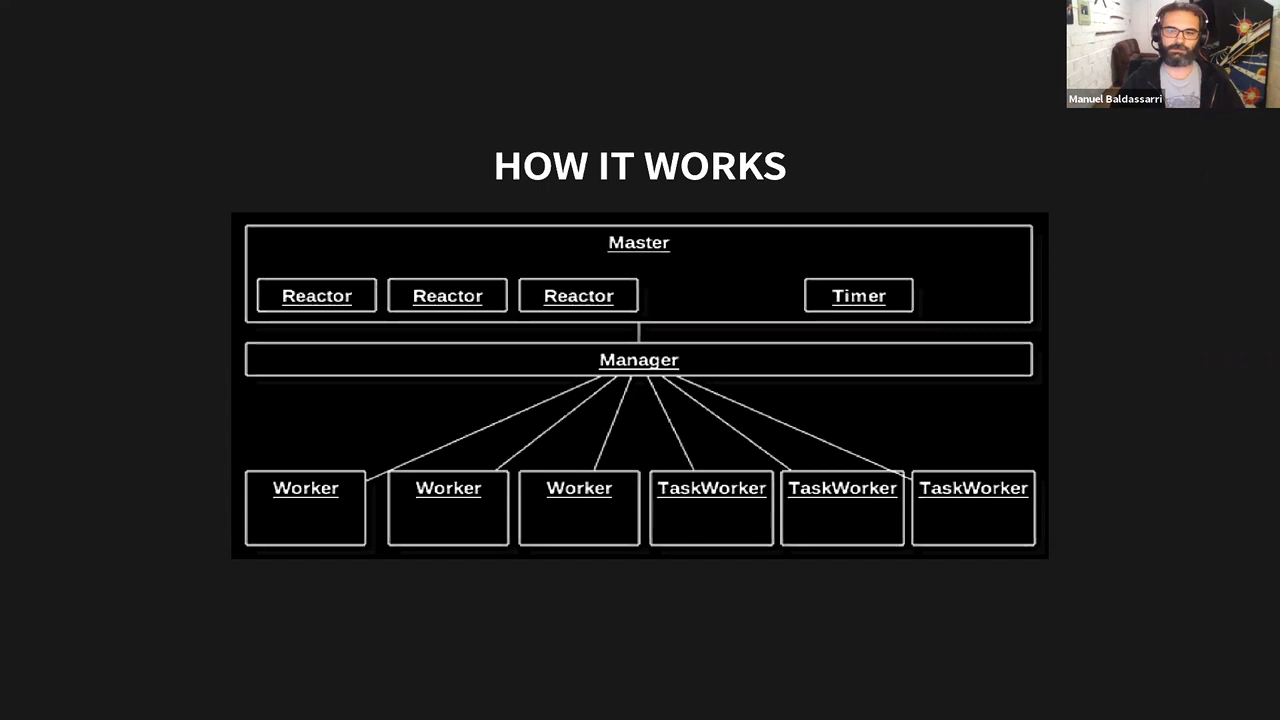 Manuel Baldassarri
HOW IT WORKS
Master
Reactor Reactor Reactor Timer
Manager
Worker Worker Worker TaskWorker TaskWorker TaskWorker